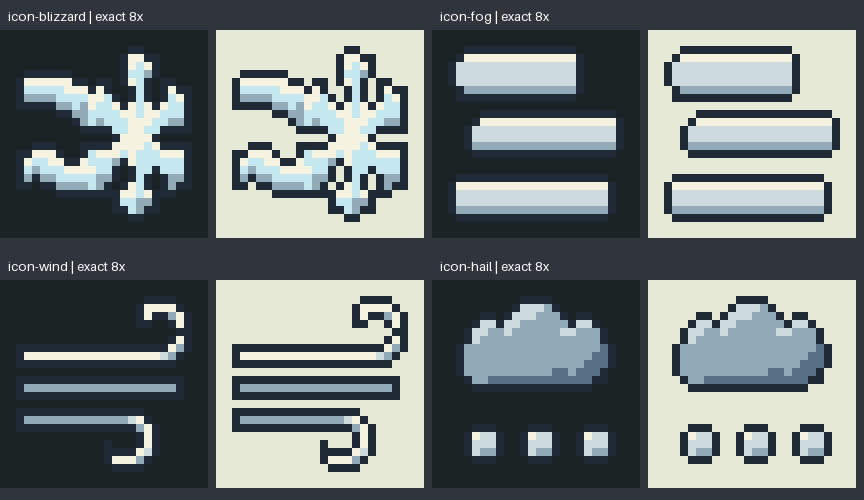 icon-blizzard | exact 8x
icon-fog | exact 8x
icon-wind | exact 8x
icon-hail | exact 8x